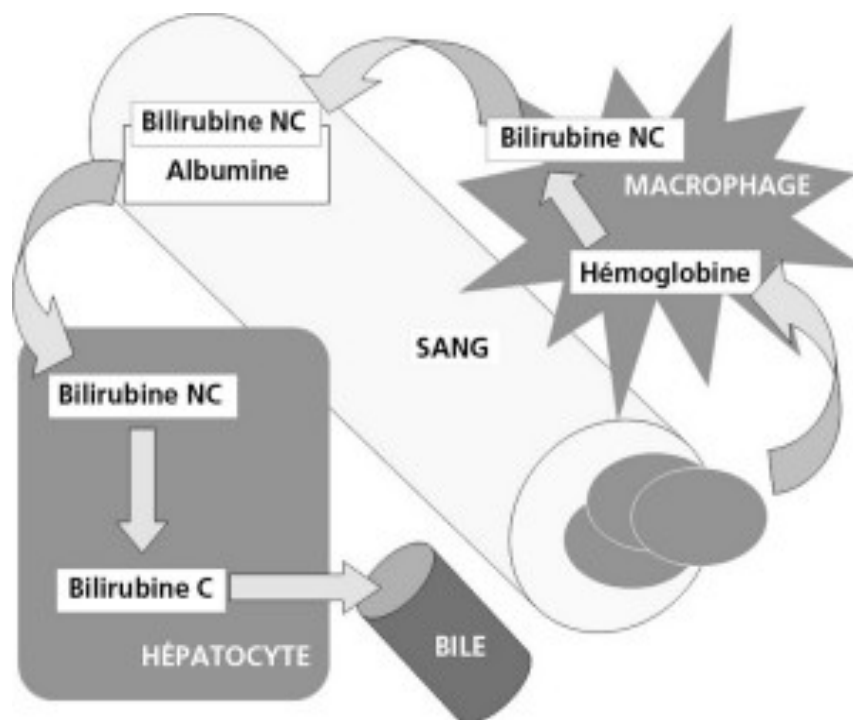 Bilirubine NC
Albumine
Bilirubine NC
MACROPHAGE
Hémoglobine
SANG
Bilirubine NC
Bilirubine C
HÉPATOCYTE
BILE